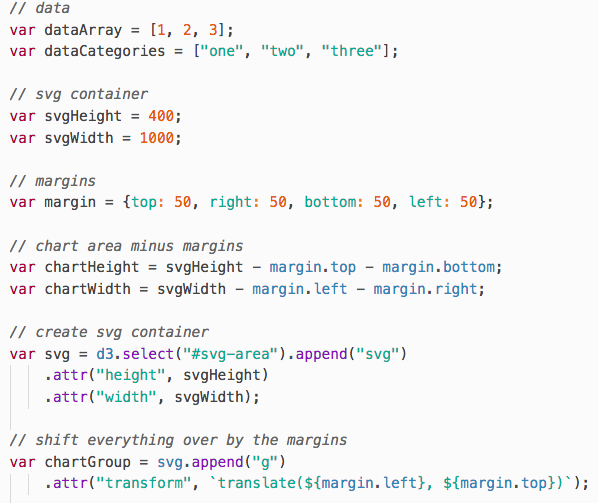 // data
var dataArray = [1, 2, 3];
var dataCategories = ["one", "two", "three"];

// svg container
var svgHeight = 400;
var svgWidth = 1000;

// margins
var margin = {top: 50, right: 50, bottom: 50, left: 50};

// chart area minus margins
var chartHeight = svgHeight - margin.top - margin.bottom;
var chartWidth = svgWidth - margin.left - margin.right;

// create svg container
var svg = d3.select("#svg-area").append("svg")
    .attr("height", svgHeight)
    .attr("width", svgWidth);

// shift everything over by the margins
var chartGroup = svg.append("g")
    .attr("transform", `translate(${margin.left}, ${margin.top})`);